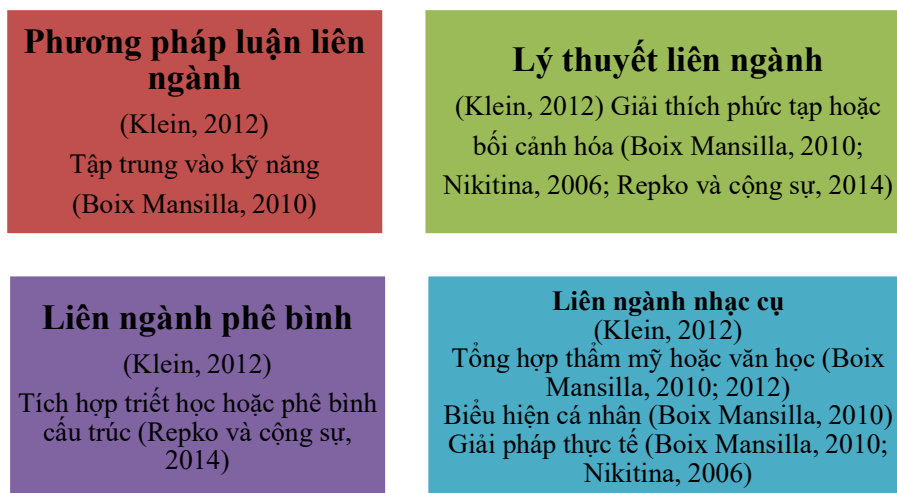 Phương pháp luận liên
ngành
(Klein, 2012)
Tập trung vào kỹ năng
(Boix Mansilla, 2010)
Lý thuyết liên ngành
(Klein, 2012) Giải thích phức tạp hoặc
bối cảnh hóa (Boix Mansilla, 2010;
Nikitina, 2006; Repko và cộng sự, 2014)
Liên ngành phê bình
(Klein, 2012)
Tích hợp triết học hoặc phê bình
cấu trúc (Repko và cộng sự,
2014)
Liên ngành nhạc cụ
(Klein, 2012)
Tổng hợp thẩm mỹ hoặc văn học (Boix
Mansilla, 2010; 2012)
Biểu hiện cá nhân (Boix Mansilla, 2010)
Giải pháp thực tế (Boix Mansilla, 2010;
Nikitina, 2006)